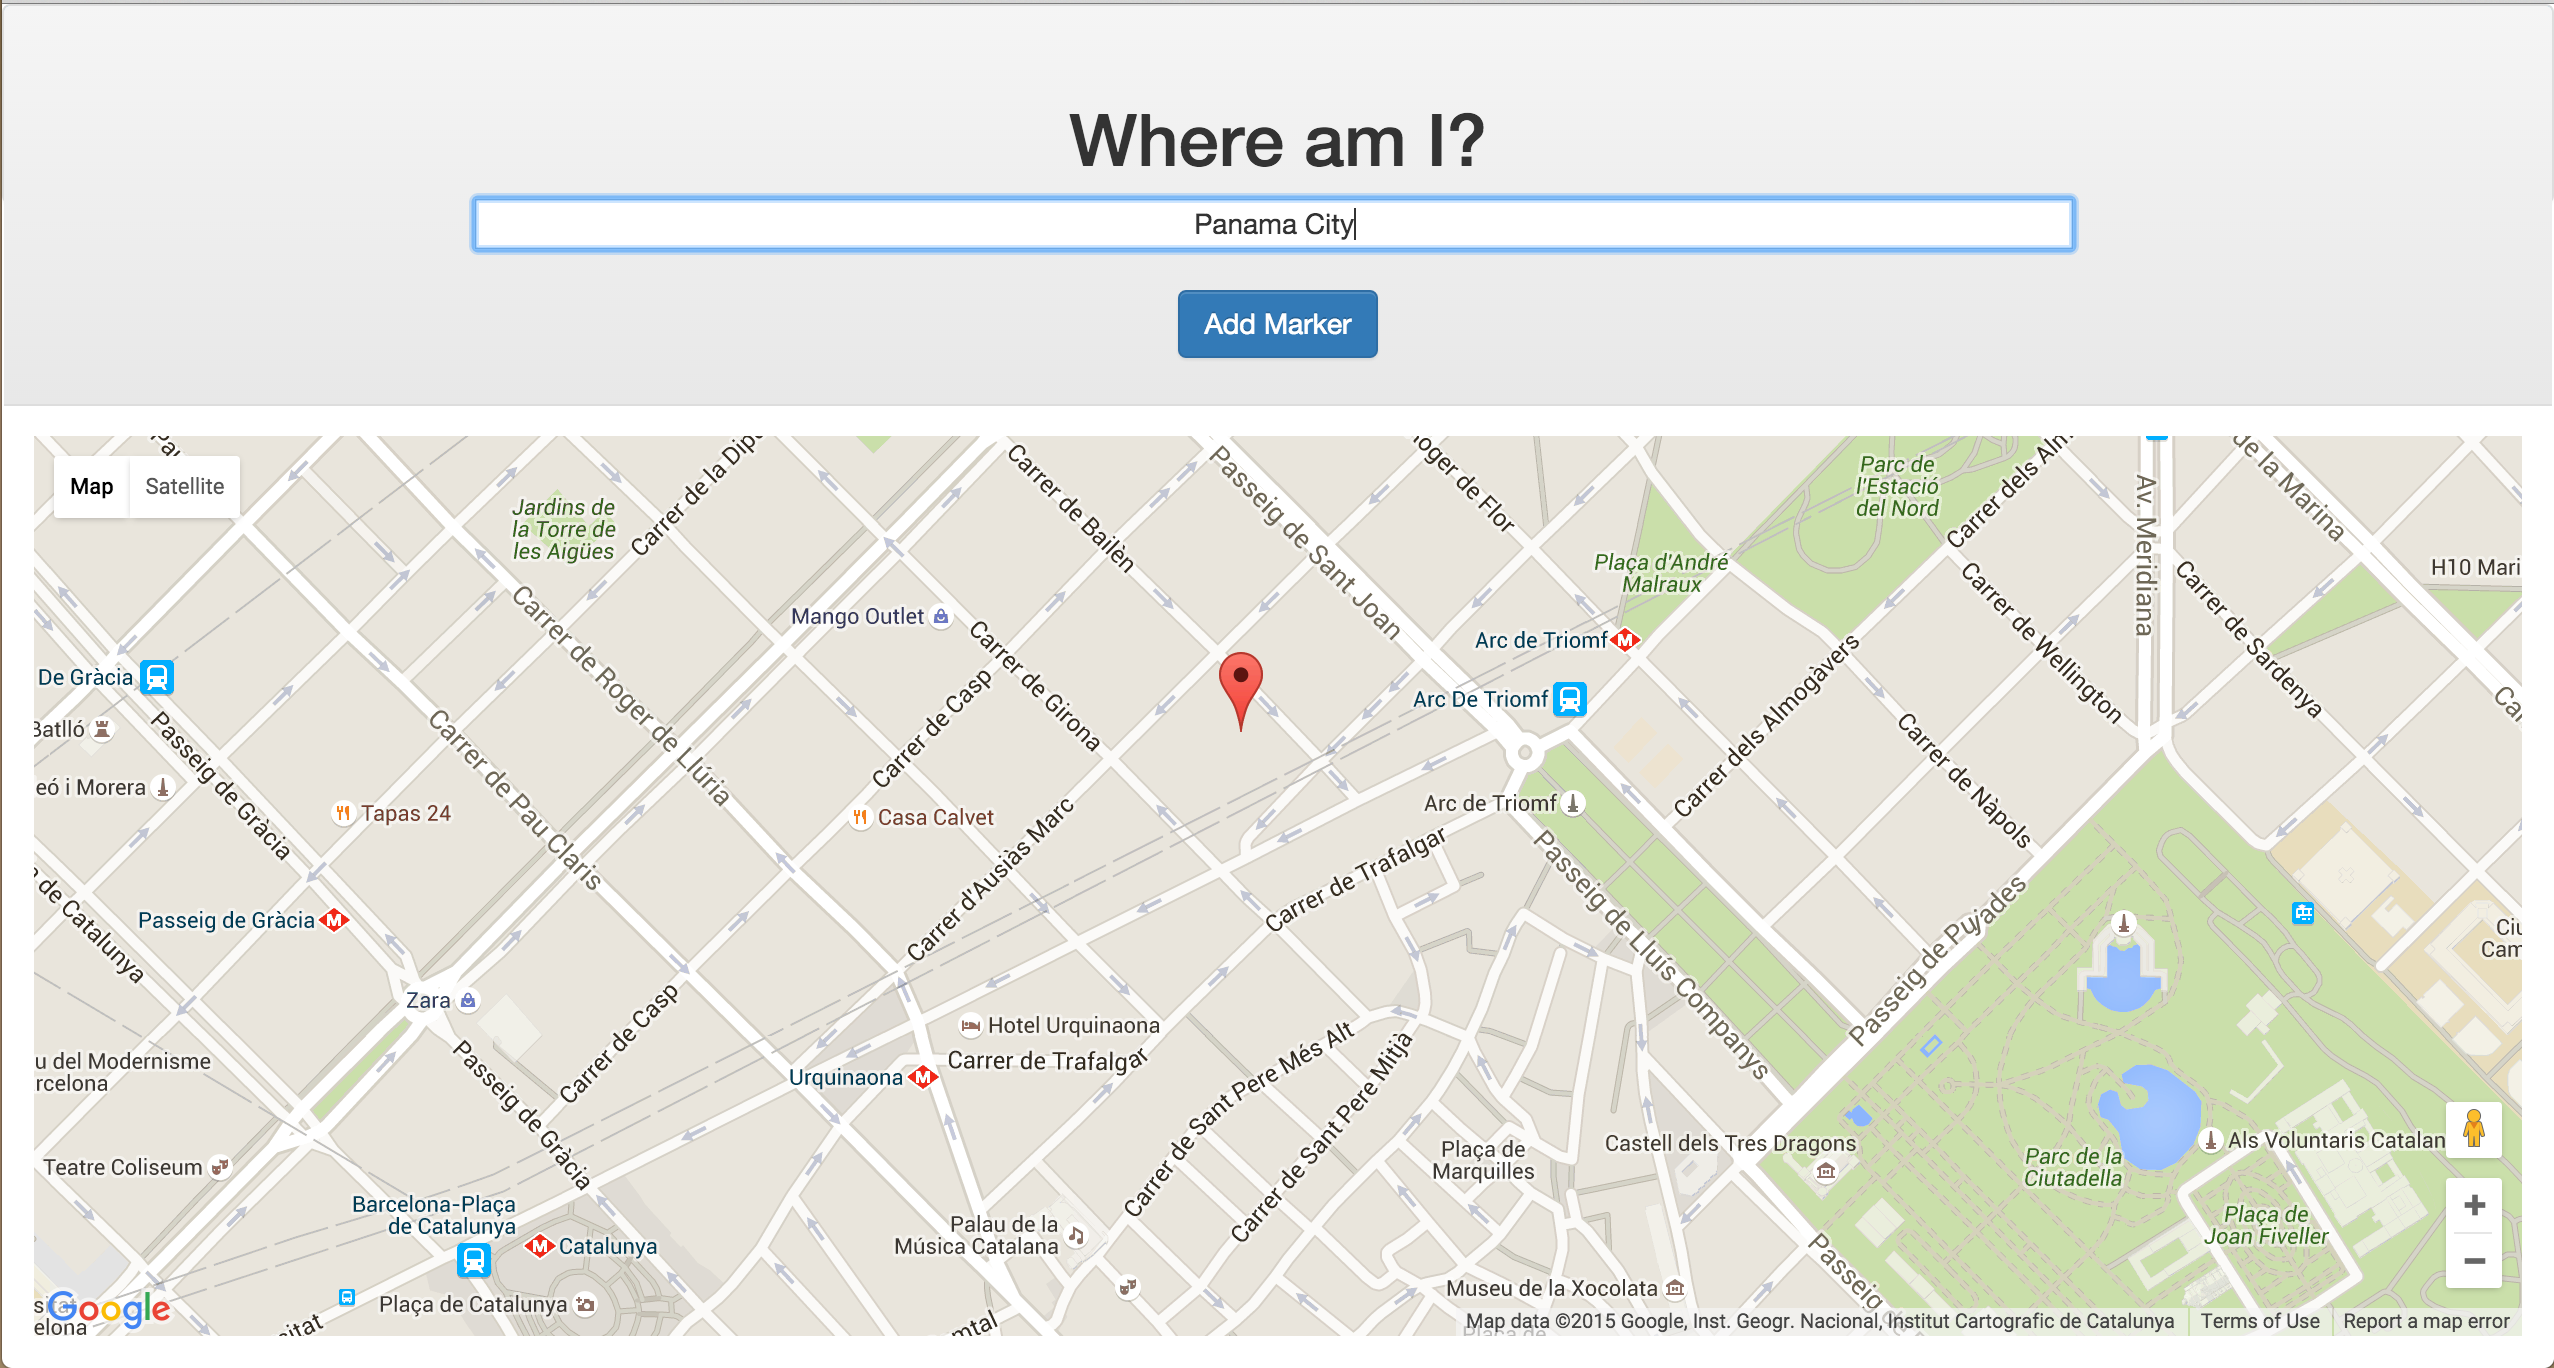 Where am I?
Panama City
Add Marker
Map
Satellite
Jardins de
la Torre de
les Aigües
Carrer de la Dip
Carrer de Bailèn
Passeig de Sant Joan
oger de Flor
Parc de
l'Estació
del Nord
Carrer dels Alm
Av. Meridiana
de la Marina
Plaça d'André
Malraux
H10 Mari
Carrer de Wellington
Carrer de Sardenya
Mango Outlet
Carrer de Roger de Llúria
Carrer de Girona
Arc de Triomf
De Gràcia
Arc De Triomf
Batlló
Carrer de Casp
Carrer dels Almogàvers
Carrer de Nàpols
Passeig de Gràcia
Carrer de Pau Claris
eó i Morera
Tapas 24
Casa Calvet
Arc de Triomf
Carrer d'Ausiàs Marc
Carrer de Trafalgar
Passeig de Lluís Companys
Passeig de Pujades
de Catalunya
Passeig de Gràcia
Ciu
Cam
Zara
Carrer de Casp
Hotel Urquinaona
Carrer de Trafalgar
Urquinaona
u del Modernisme
rcelona
Passeig de Gràcia
Carrer de Sant Pere Més Alt
Carrer de Sant Pere Mitjà
Plaça de
Marquilles
Castell dels Tres Dragons
Als Voluntaris Catalan
Parc de la
Ciutadella
Teatre Coliseum
Barcelona-Plaça
de Catalunya
Catalunya
Palau de la
Música Catalana
Plaça de
Joan Fiveller
Passeig de
Museu de la Xocolata
Plaça de Catalunya
Google
elona
sitat
mtal
Map data ©2015 Google, Inst. Geogr. Nacional, Institut Cartografic de Catalunya
Terms of Use
Report a map error